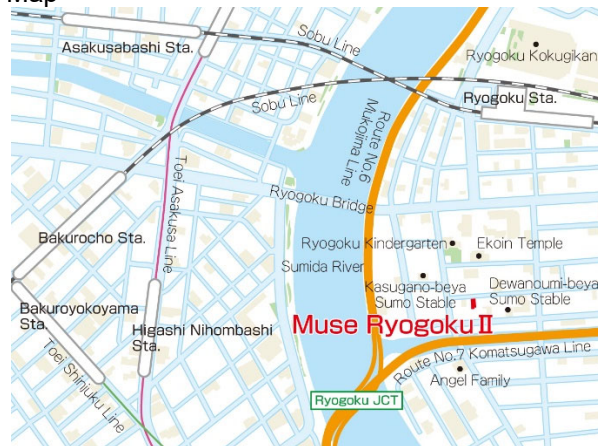 Map
Asakusabashi Sta.
Sobu Line
Ryogoku Kokugikan
Sobu Line
Ryogoku Sta.
Route No.6
Mukojima Line
Toei Asakusa Line
Ryogoku Bridge
Bakurocho Sta.
Ryogoku Kindergarten
Ekoin Temple
Sumida River
Kasugano-beya
Sumo Stable
Dewanoumi-beya
Sumo Stable
Bakuroyokoyama
Sta.
Higashi Nihombashi
Sta.
Muse Ryogoku Ⅱ
Toei Shinjuku Line
Route No.7 Komatsugawa Line
Angel Family
Ryogoku JCT